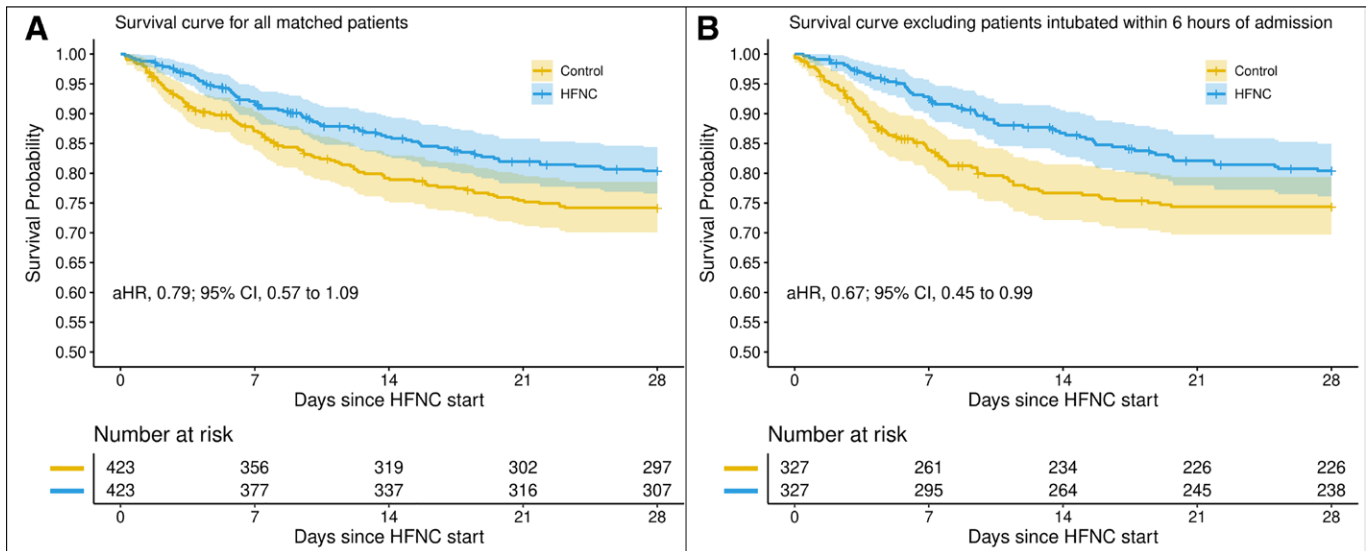 A Survival curve for all matched patients
Survival Probability
1.00
0.95
0.90
0.85
0.80
0.75
0.70
0.65
0.60
0.55
0.50
Control
HFNC
aHR, 0.79; 95% CI, 0.57 to 1.09
0 7 14 21 28
Days since HFNC start
Number at risk
423 356 319 302 297
423 377 337 316 307
0 7 14 21 28
Days since HFNC start
B Survival curve excluding patients intubated within 6 hours of admission
Survival Probability
1.00
0.95
0.90
0.85
0.80
0.75
0.70
0.65
0.60
0.55
0.50
Control
HFNC
aHR, 0.67; 95% CI, 0.45 to 0.99
0 7 14 21 28
Days since HFNC start
Number at risk
327 261 234 226 226
327 295 264 245 238
0 7 14 21 28
Days since HFNC start